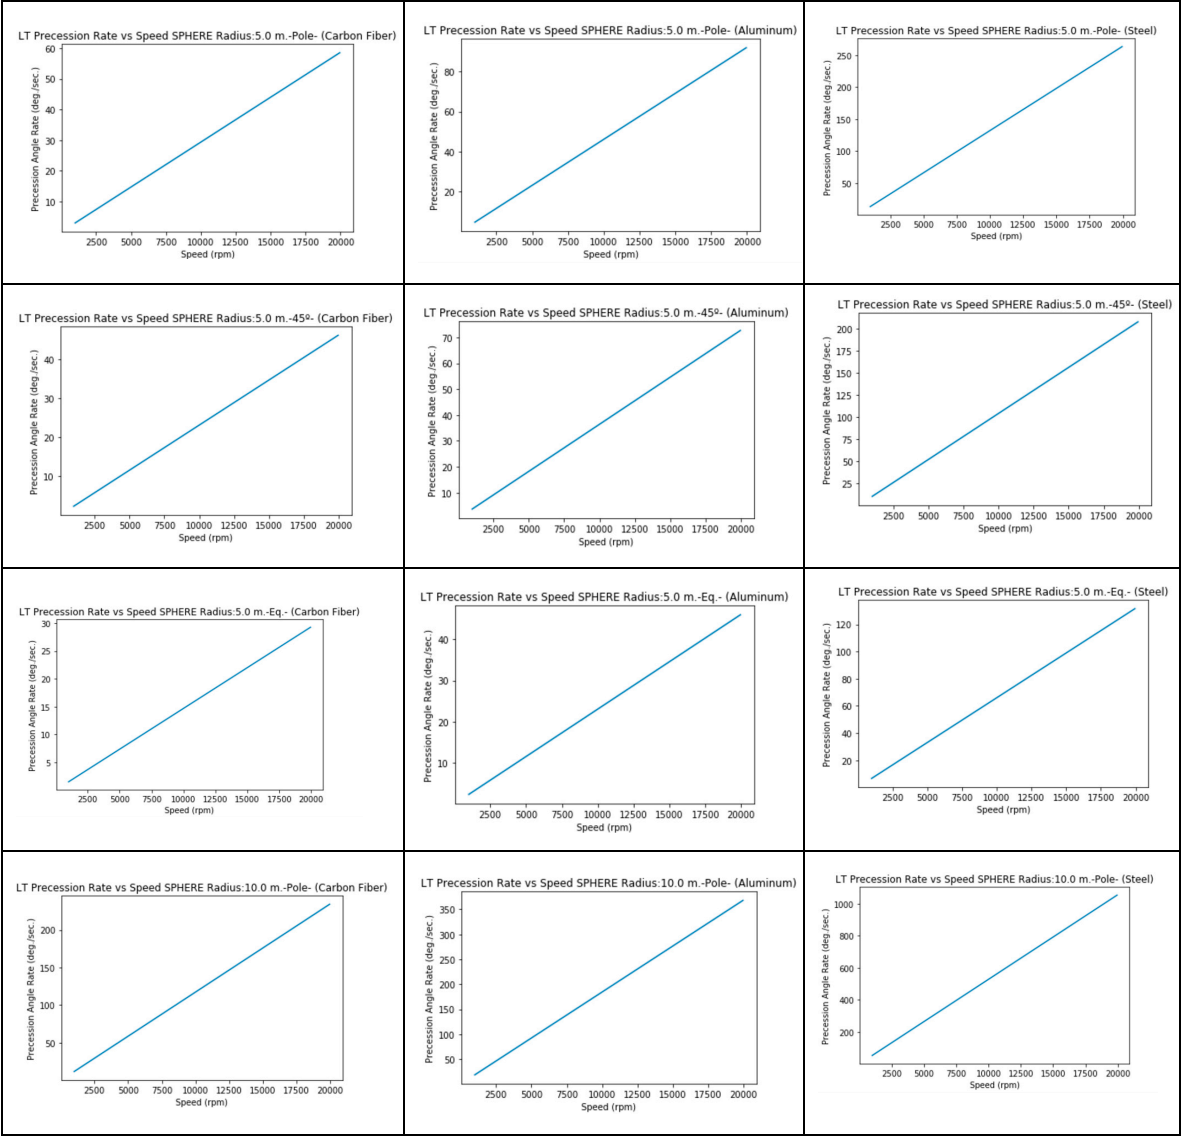 LT Precession Rate vs Speed SPHERE Radius:5.0 m.-Pole- (Carbon Fiber)
Precession Angle Rate (deg./sec.)
60
50
40
30
20
10
2500 5000 7500 10000 12500 15000 17500 20000
Speed (rpm)
LT Precession Rate vs Speed SPHERE Radius:5.0 m.-Pole- (Aluminum)
Precession Angle Rate (deg./sec.)
80
60
40
20
2500 5000 7500 10000 12500 15000 17500 20000
Speed (rpm)
LT Precession Rate vs Speed SPHERE Radius:5.0 m.-Pole- (Steel)
Precession Angle Rate (deg./sec.)
250
200
150
100
50
2500 5000 7500 10000 12500 15000 17500 20000
Speed (rpm)
LT Precession Rate vs Speed SPHERE Radius:5.0 m.-45º- (Carbon Fiber)
Precession Angle Rate (deg./sec.)
40
30
20
10
2500 5000 7500 10000 12500 15000 17500 20000
Speed (rpm)
LT Precession Rate vs Speed SPHERE Radius:5.0 m.-45º- (Aluminum)
Precession Angle Rate (deg./sec.)
70
60
50
40
30
20
10
2500 5000 7500 10000 12500 15000 17500 20000
Speed (rpm)
LT Precession Rate vs Speed SPHERE Radius:5.0 m.-45º- (Steel)
Precession Angle Rate (deg./sec.)
200
175
150
125
100
75
50
25
2500 5000 7500 10000 12500 15000 17500 20000
Speed (rpm)
LT Precession Rate vs Speed SPHERE Radius:5.0 m.-Eq.- (Carbon Fiber)
Precession Angle Rate (deg./sec.)
30
25
20
15
10
5
2500 5000 7500 10000 12500 15000 17500 20000
Speed (rpm)
LT Precession Rate vs Speed SPHERE Radius:5.0 m.-Eq.- (Aluminum)
Precession Angle Rate (deg./sec.)
40
30
20
10
2500 5000 7500 10000 12500 15000 17500 20000
Speed (rpm)
LT Precession Rate vs Speed SPHERE Radius:5.0 m.-Eq.- (Steel)
Precession Angle Rate (deg./sec.)
120
100
80
60
40
20
2500 5000 7500 10000 12500 15000 17500 20000
Speed (rpm)
LT Precession Rate vs Speed SPHERE Radius:10.0 m.-Pole- (Carbon Fiber)
Precession Angle Rate (deg./sec.)
200
150
100
50
2500 5000 7500 10000 12500 15000 17500 20000
Speed (rpm)
LT Precession Rate vs Speed SPHERE Radius:10.0 m.-Pole- (Aluminum)
Precession Angle Rate (deg./sec.)
350
300
250
200
150
100
50
2500 5000 7500 10000 12500 15000 17500 20000
Speed (rpm)
LT Precession Rate vs Speed SPHERE Radius:10.0 m.-Pole- (Steel)
Precession Angle Rate (deg./sec.)
1000
800
600
400
200
2500 5000 7500 10000 12500 15000 17500 20000
Speed (rpm)